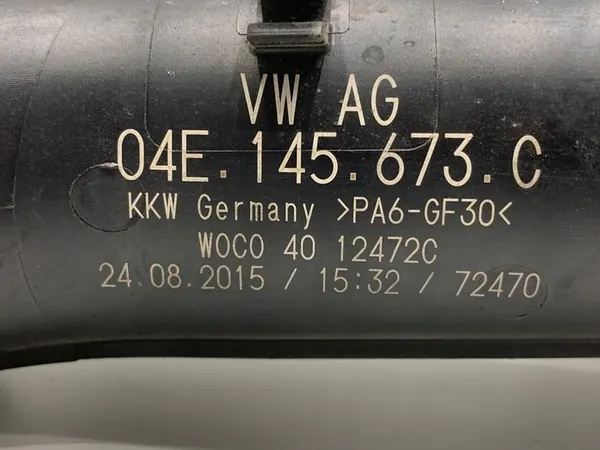 VW AG
04E.145.673.C
KKW Germany >PA6-GF30<
WOCO 40 12472C
24.08.2015 / 15:32 / 72470